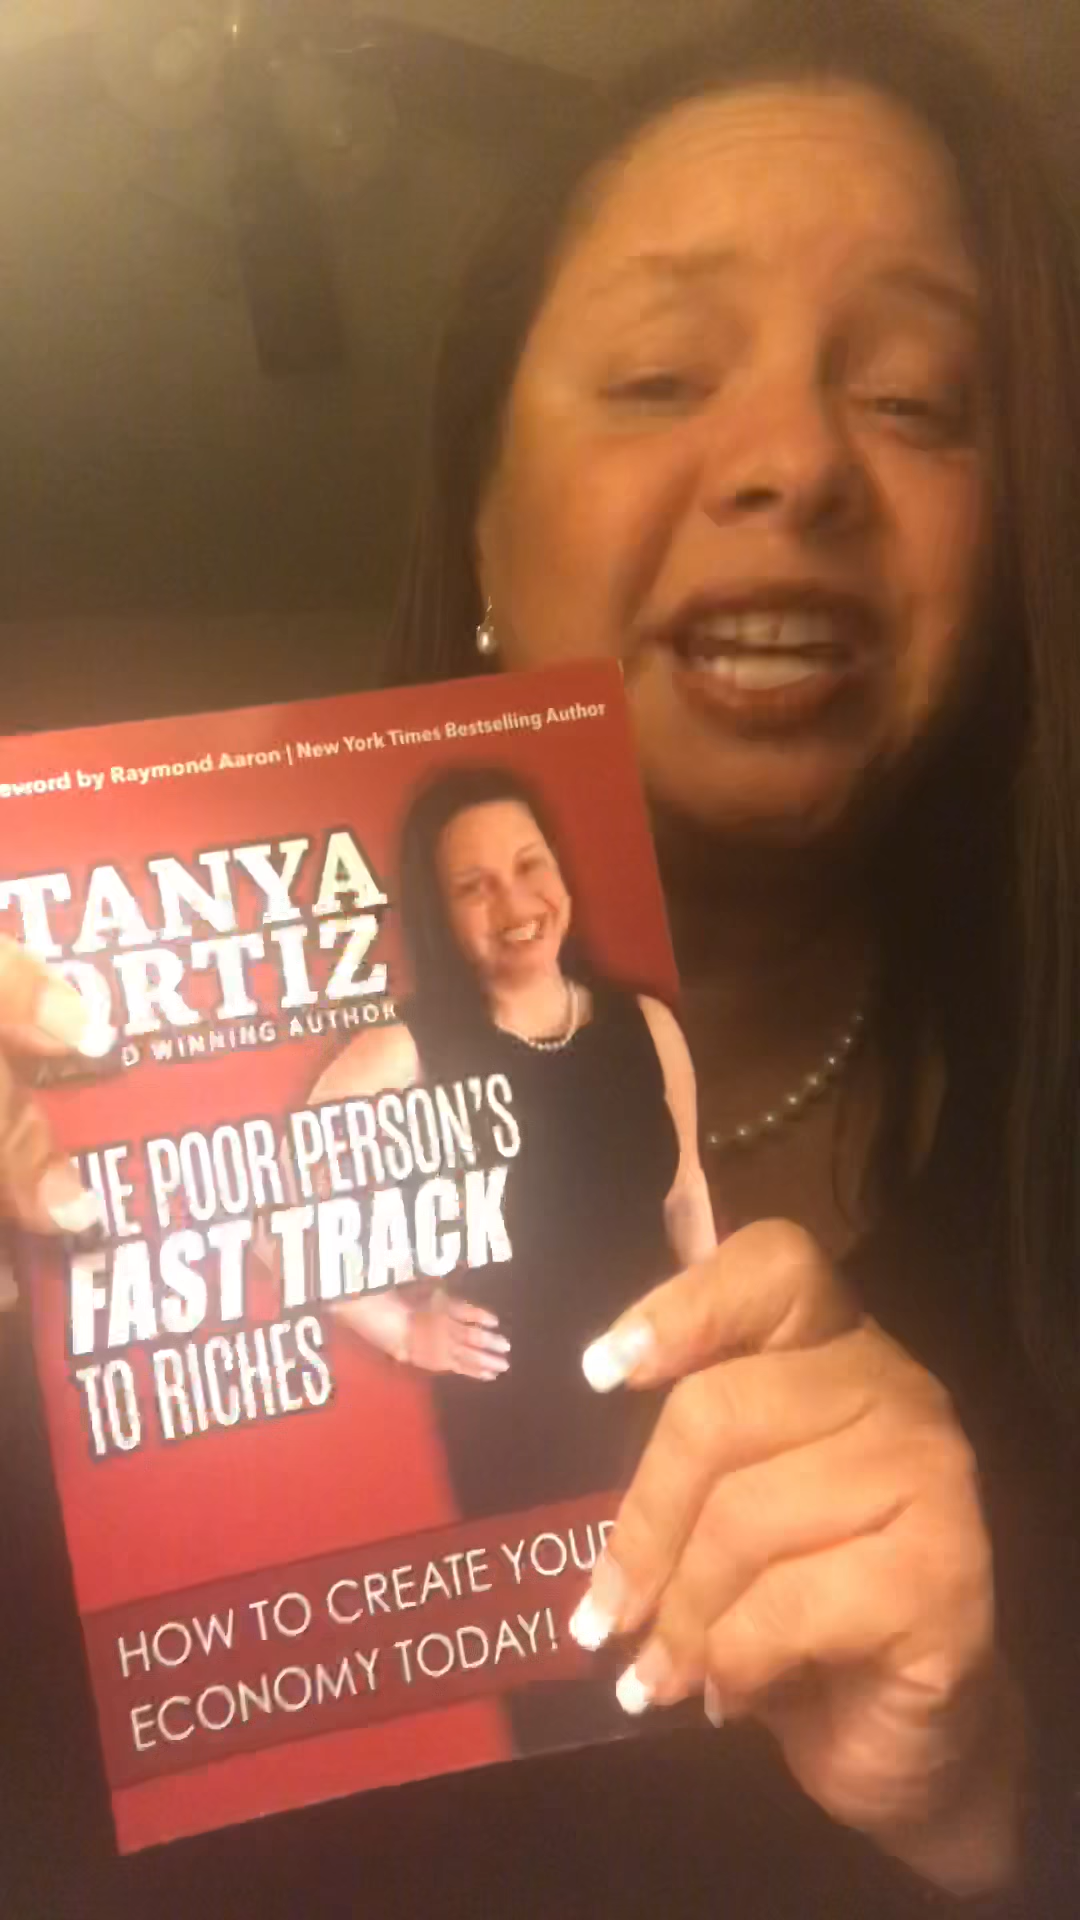 eword by Raymond Aaron | New York Times Bestselling Author
TANYA
ORTIZ
D WINNING AUTHOR
HE POOR PERSON'S
FAST TRACK
TO RICHES
HOW TO CREATE YOUR
ECONOMY TODAY!